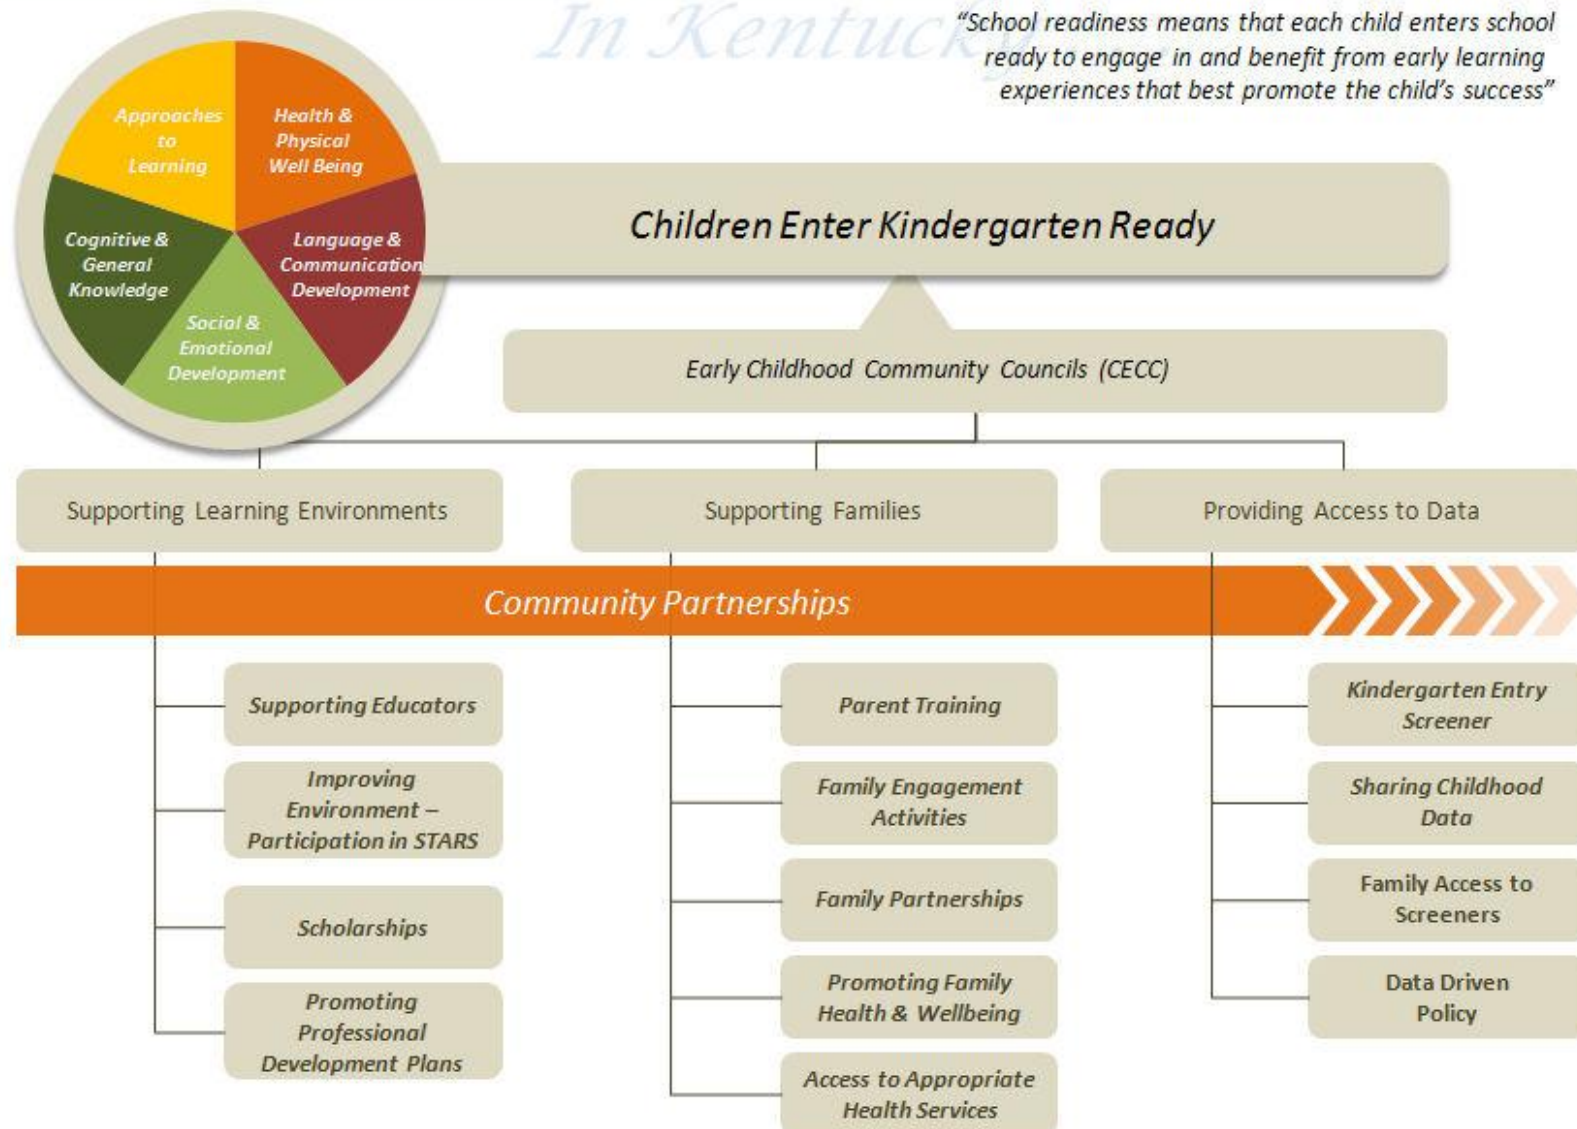 In Kentucky
“School readiness means that each child enters school
ready to engage in and benefit from early learning
experiences that best promote the child’s success”
Approaches
to
Learning
Health &
Physical
Well Being
Cognitive &
General
Knowledge
Language &
Communication
Development
Social &
Emotional
Development
Children Enter Kindergarten Ready
Early Childhood Community Councils (CECC)
Supporting Learning Environments
Supporting Families
Providing Access to Data
Community Partnerships
Supporting Educators
Improving
Environment –
Participation in STARS
Scholarships
Promoting
Professional
Development Plans
Parent Training
Family Engagement
Activities
Family Partnerships
Promoting Family
Health & Wellbeing
Access to Appropriate
Health Services
Kindergarten Entry
Screener
Sharing Childhood
Data
Family Access to
Screeners
Data Driven
Policy